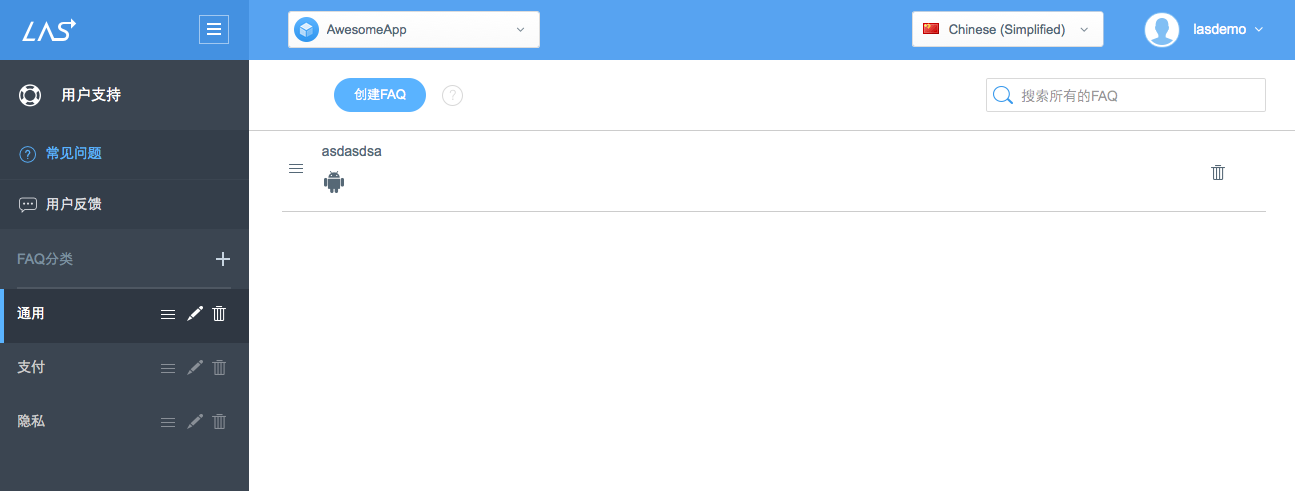 LAS
AwesomeApp
Chinese (Simplified)
lasdemo
用户支持
创建FAQ
?
搜索所有的FAQ
? 常见问题
用户反馈
FAQ分类
通用
支付
隐私
asdasdsa